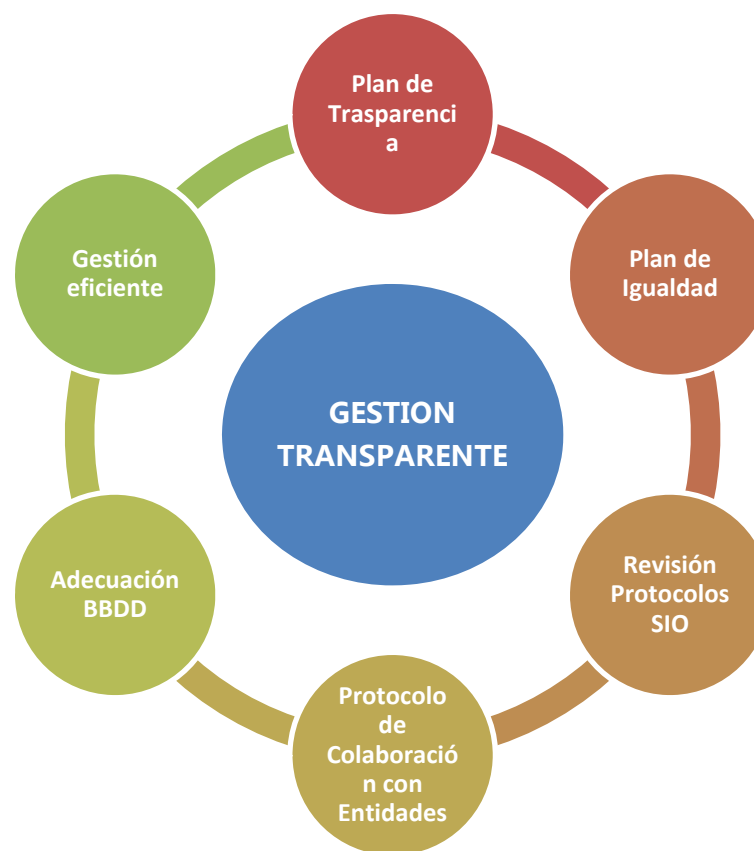 Plan de
Trasparenci
a
Plan de
Igualdad
Revisión
Protocolos
SIO
Protocolo
de
Colaboració
n con
Entidades
Adecuación
BBDD
Gestión
eficiente
GESTION
TRANSPARENTE